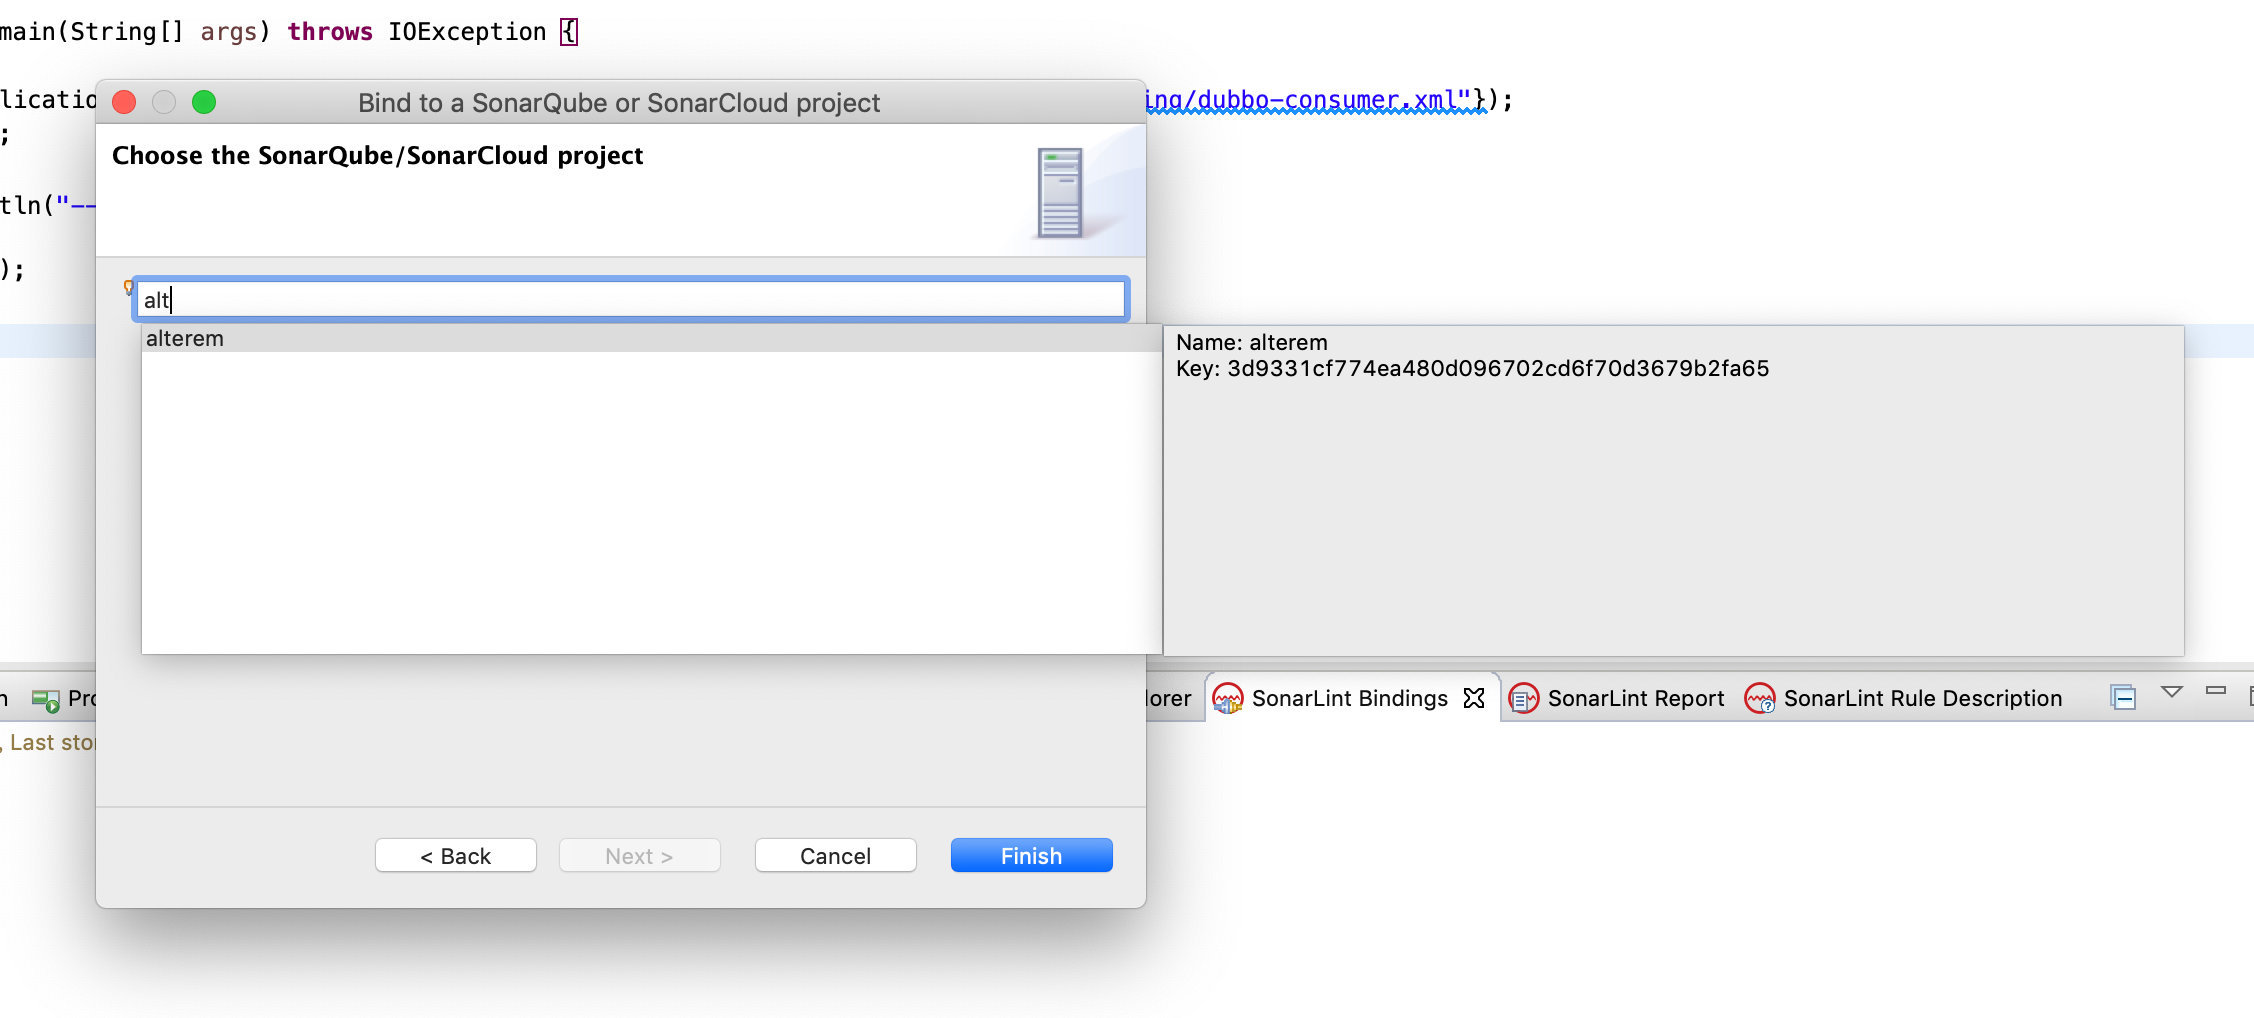 main(String[] args) throws IOException {
Bind to a SonarQube or SonarCloud project
licatio
ing/dubbo-consumer.xml"});
;
Choose the SonarQube/SonarCloud project
tln("--
);
alt
alterem
Name: alterem
Key: 3d9331cf774ea480d096702cd6f70d3679b2fa65
n
Pro
lorer
SonarLint Bindings
SonarLint Report
SonarLint Rule Description
, Last stor
< Back
Next >
Cancel
Finish